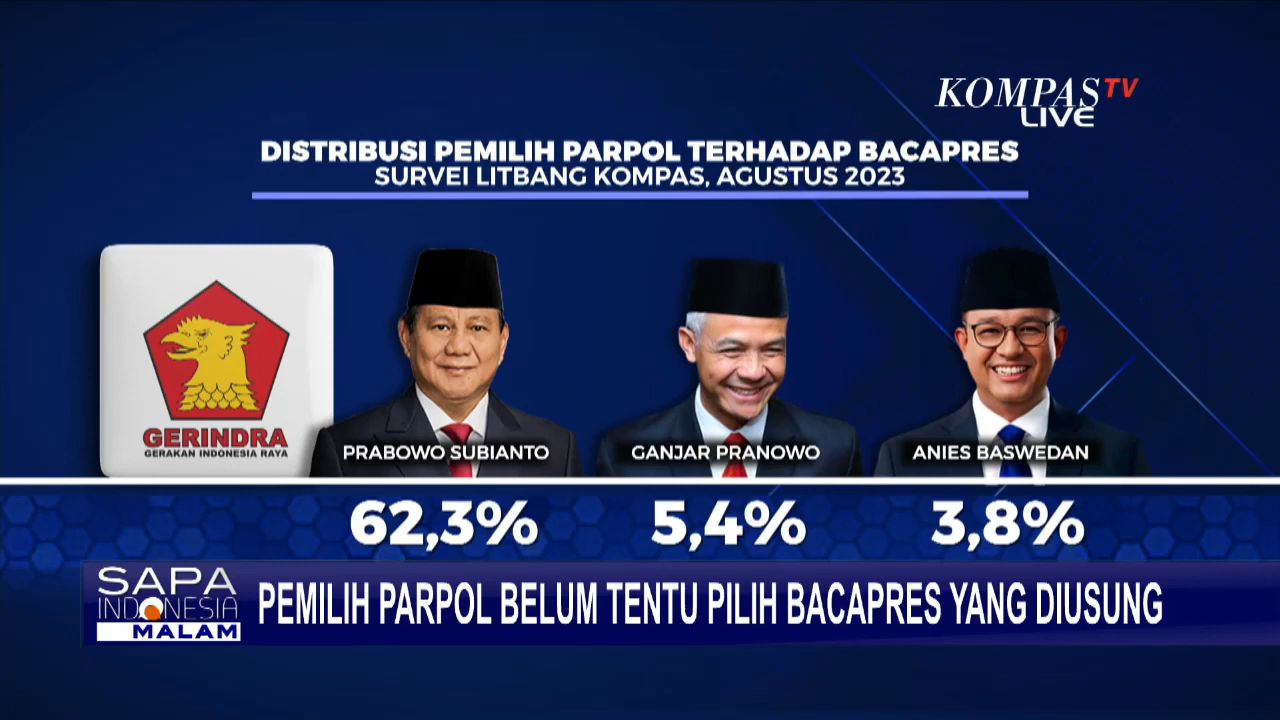 KOMPASTV
LIVE
DISTRIBUSI PEMILIH PARPOL TERHADAP BACAPRES
SURVEI LITBANG KOMPAS, AGUSTUS 2023
GERINDRA
GERAKAN INDONESIA RAYA
PRABOWO SUBIANTO
GANJAR PRANOWO
ANIES BASWEDAN
62,3%
5,4%
3,8%
SAPA
INDONESIA
MALAM
PEMILIH PARPOL BELUM TENTU PILIH BACAPRES YANG DIUSUNG